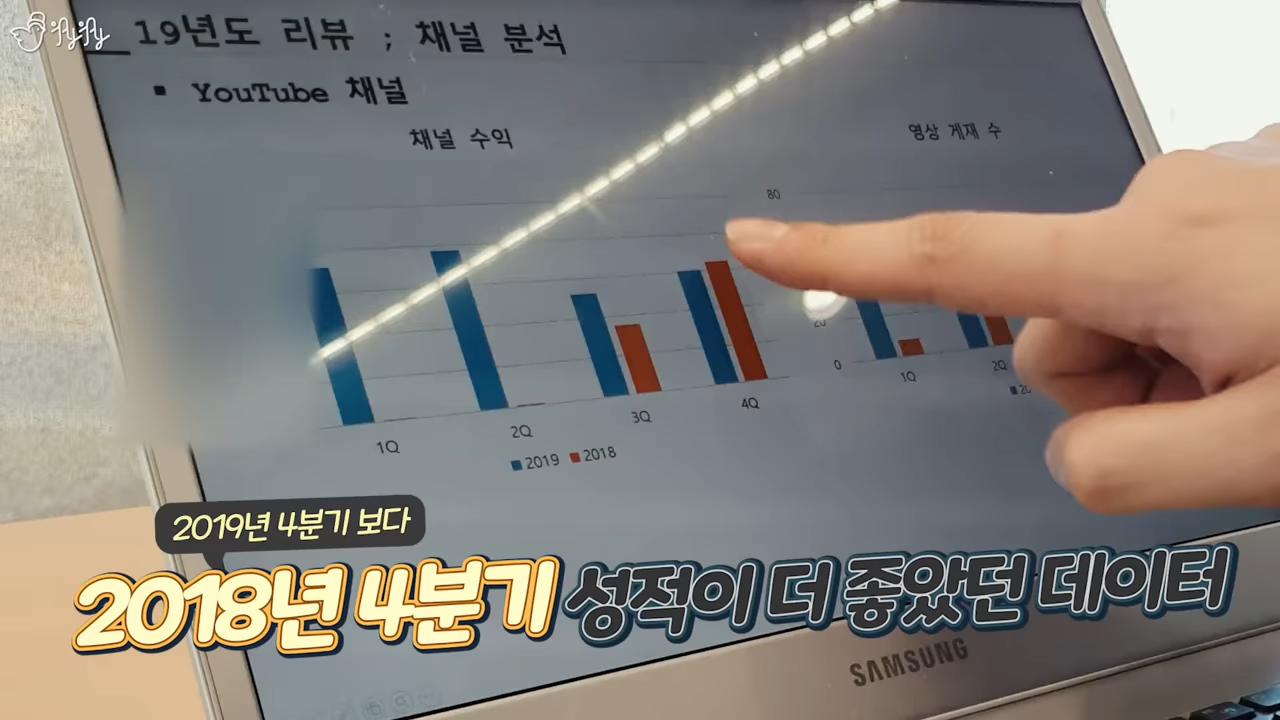 19년도 리뷰 ; 채널 분석
▪ YouTube 채널
채널 수익
영상 게재 수
80
20
0
1Q
2Q
3Q
4Q
2019 2018
1Q
2Q
2019년 4분기 보다
2018년 4분기 성적이 더 좋았던 데이터
SAMSUNG